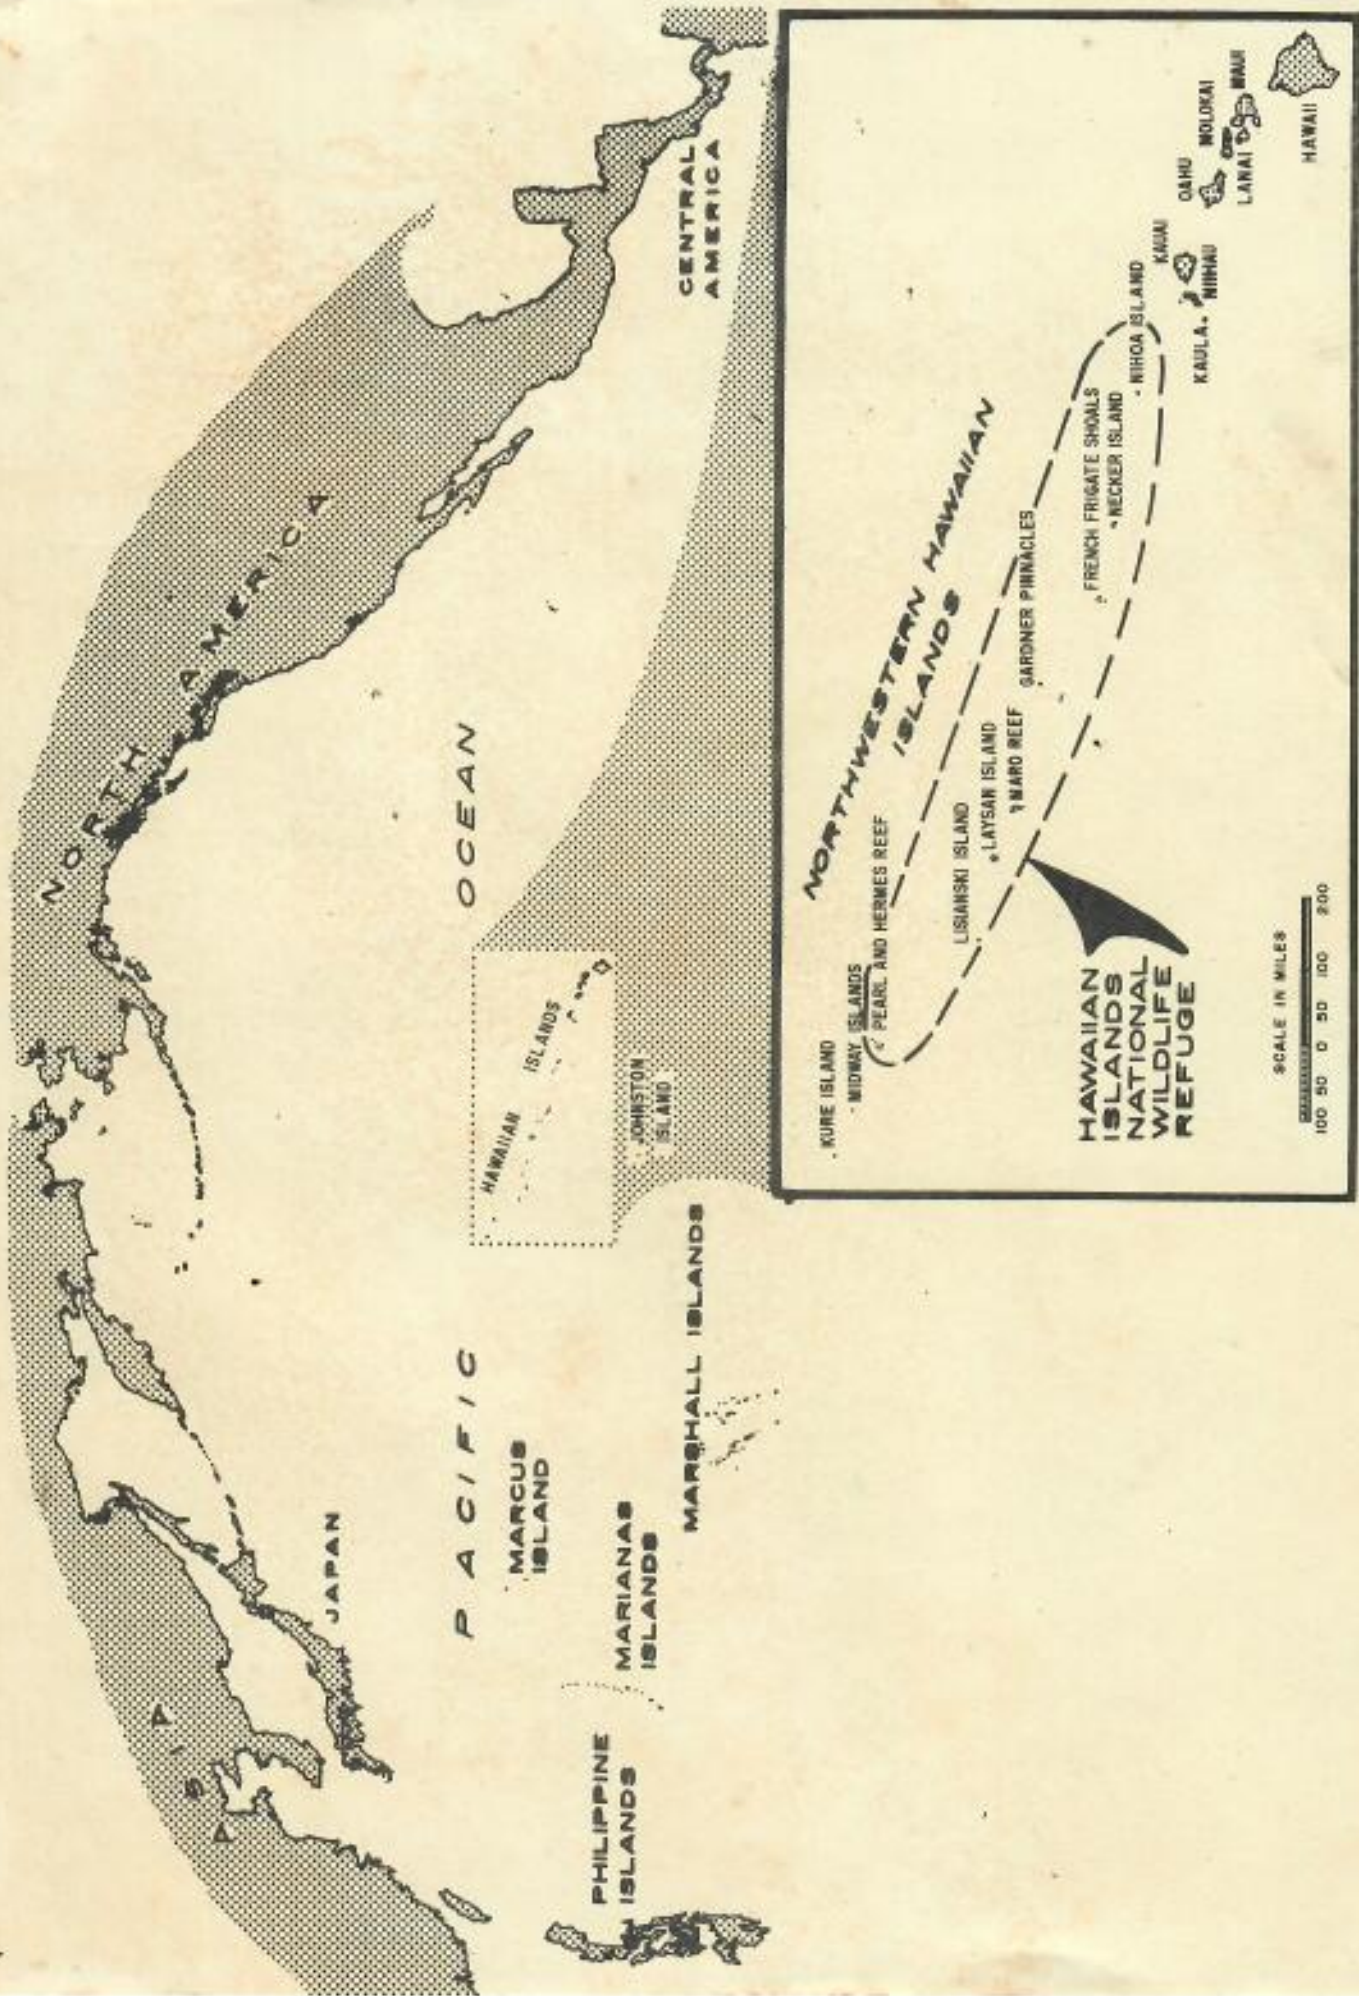 NORTH AMERICA
ASIA
JAPAN
PACIFIC OCEAN
CENTRAL
AMERICA
HAWAIIAN ISLANDS
JOHNSTON
ISLAND
MARCUS
ISLAND
MARIANAS
ISLANDS
MARSHALL ISLANDS
PHILIPPINE
ISLANDS
NORTHWESTERN HAWAIIAN
ISLANDS
KURE ISLAND
MIDWAY ISLANDS
PEARL AND HERMES REEF
LISIANSKI ISLAND
LAYSAN ISLAND
MARO REEF
GARDNER PINNACLES
FRENCH FRIGATE SHOALS
NECKER ISLAND
NIHOA ISLAND
KAULA
KAUAI
NIIHAU
OAHU
MOLOKAI
LANAI
MAUI
HAWAII
HAWAIIAN
ISLANDS
NATIONAL
WILDLIFE
REFUGE
SCALE IN MILES
100 50 0 50 100 200